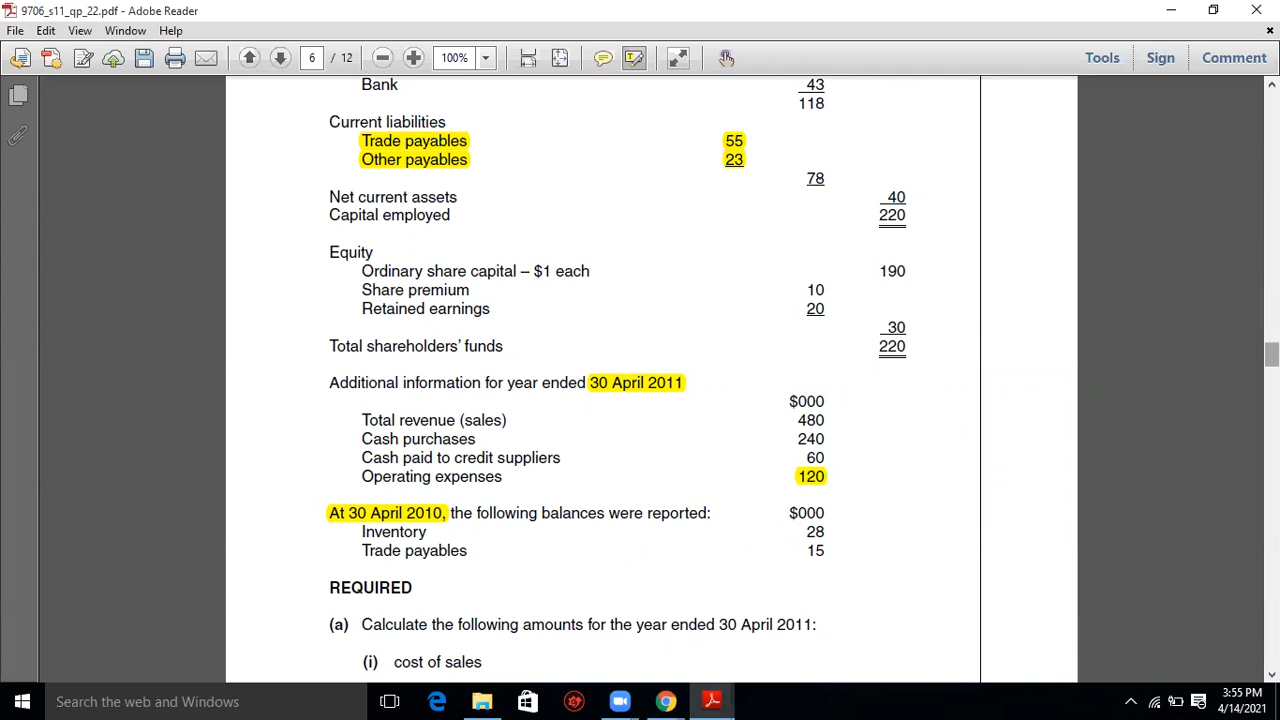 9706_s11_qp_22.pdf - Adobe Reader
File Edit View Window Help
6 / 12 100% Tools Sign Comment
Bank 43
118
Current liabilities
Trade payables 55
Other payables 23
78
Net current assets 40
Capital employed 220
Equity
Ordinary share capital – $1 each 190
Share premium 10
Retained earnings 20
30
Total shareholders' funds 220
Additional information for year ended 30 April 2011
$000
Total revenue (sales) 480
Cash purchases 240
Cash paid to credit suppliers 60
Operating expenses 120
At 30 April 2010, the following balances were reported: $000
Inventory 28
Trade payables 15
REQUIRED
(a) Calculate the following amounts for the year ended 30 April 2011:
(i) cost of sales
Search the web and Windows
3:55 PM
4/14/2021